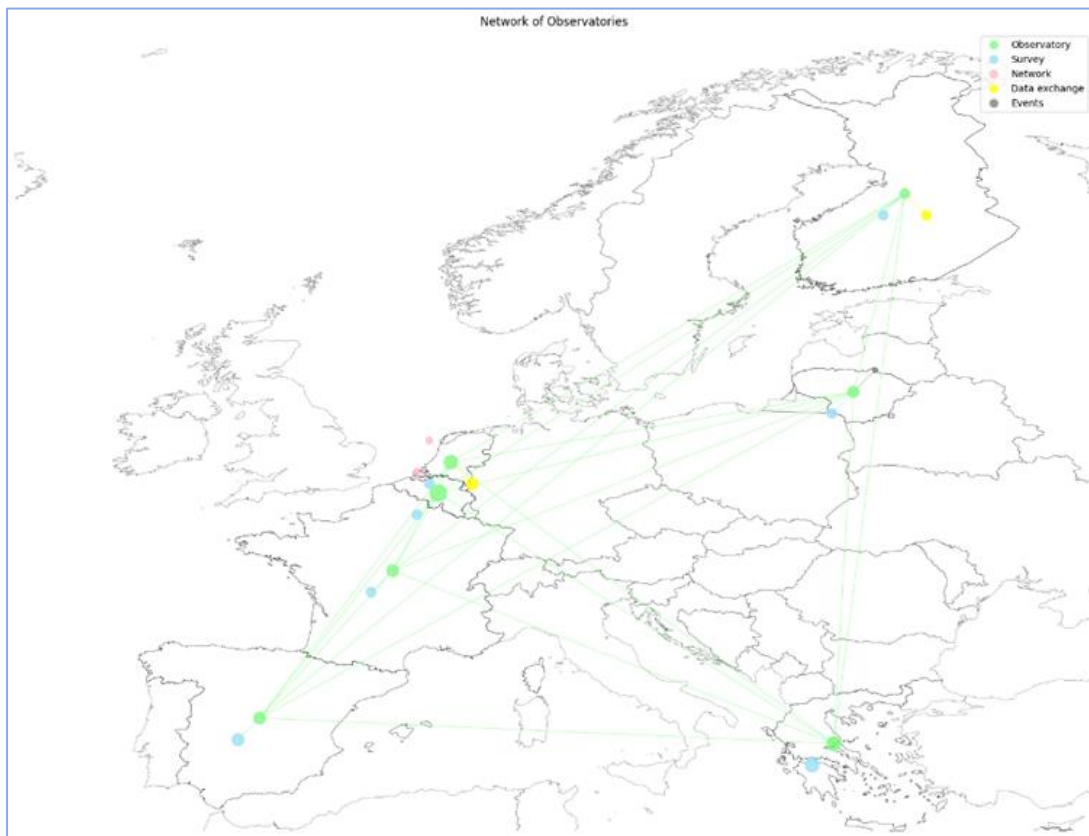 Network of Observatories
Observatory
Survey
Network
Data exchange
Events